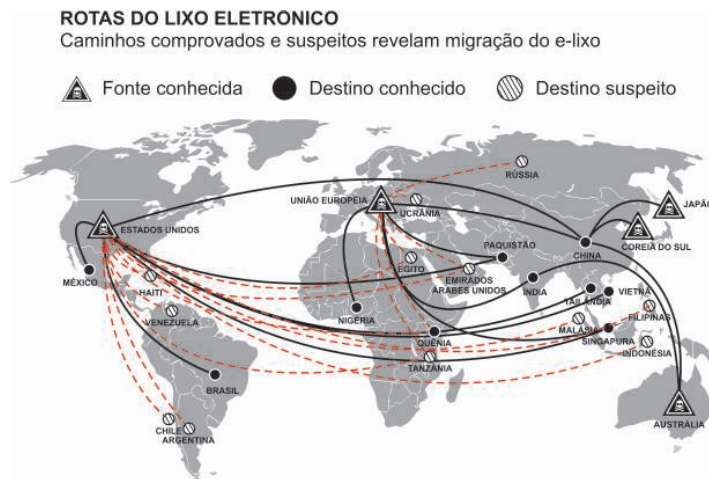 ROTAS DO LIXO ELETRÔNICO
Caminhos comprovados e suspeitos revelam migração do e-lixo
Fonte conhecida
Destino conhecido
Destino suspeito
RÚSSIA
UNIÃO EUROPEIA
UCRÂNIA
JAPÃO
ESTADOS UNIDOS
COREIA DO SUL
PAQUISTÃO
CHINA
EGITO
MÉXICO
EMIRADOS
ÁRABES UNIDOS
ÍNDIA
HAITI
TAILÂNDIA
VIETNÃ
NIGÉRIA
FILIPINAS
VENEZUELA
MALÁSIA
QUÊNIA
SINGAPURA
INDONÉSIA
TANZÂNIA
BRASIL
AUSTRÁLIA
CHILE
ARGENTINA